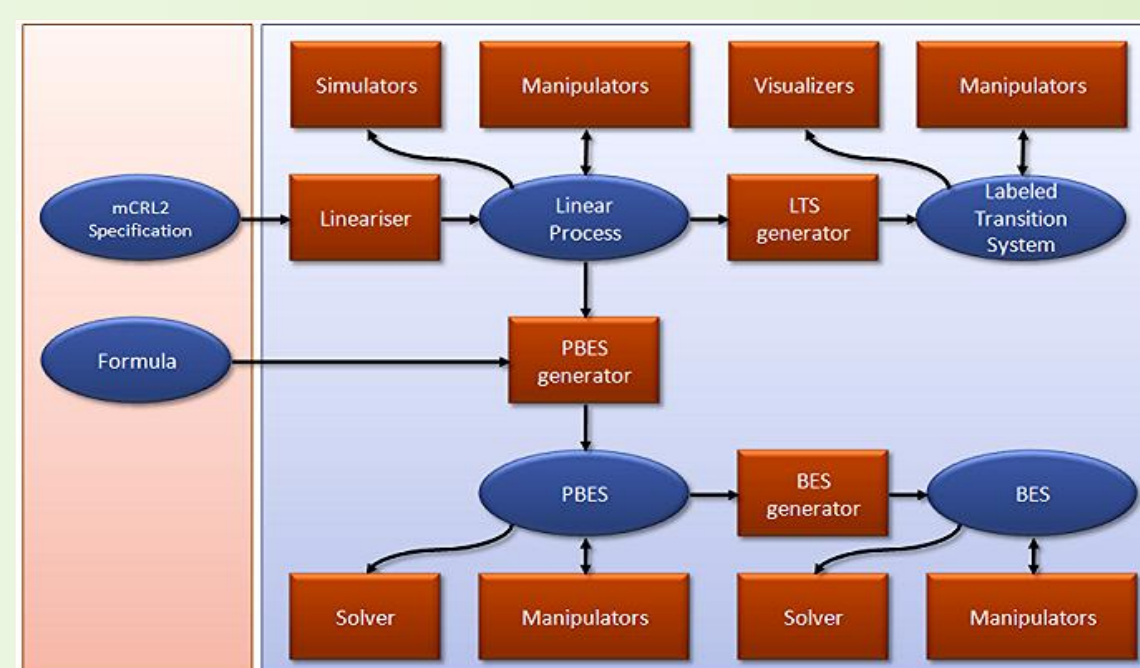 Simulators
Manipulators
Visualizers
Manipulators
mCRL2
Specification
Lineariser
Linear
Process
LTS
generator
Labeled
Transition
System
Formula
PBES
generator
PBES
BES
generator
BES
Solver
Manipulators
Solver
Manipulators